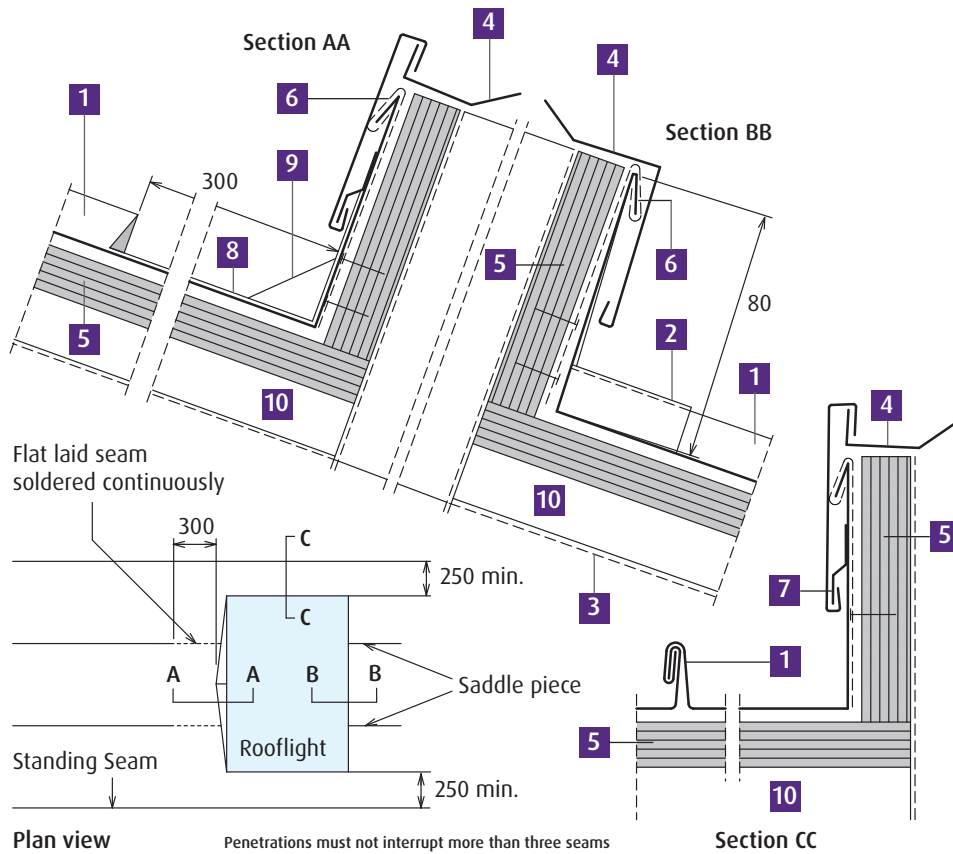 4
Section AA
4
6
1
Section BB
9
300
5
6
8
80
5
2
1
10
4
Flat laid seam
soldered continuously
10
5
300
C
250 min.
3
7
C
A
A
B
B
1
Saddle piece
5
Rooflight
Standing Seam
250 min.
10
Plan view
Penetrations must not interrupt more than three seams
Section CC